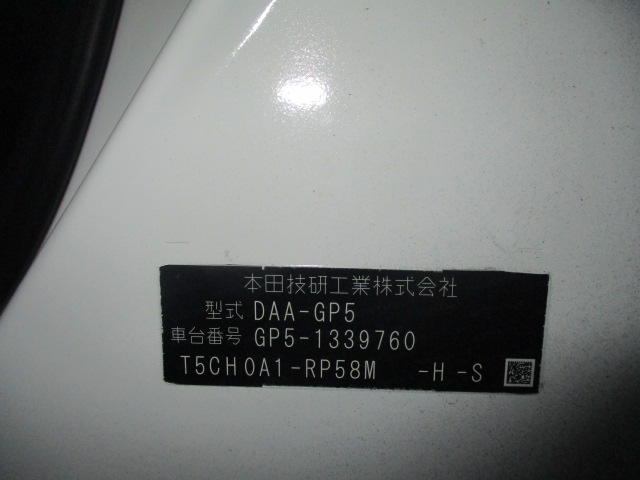 本田技研工業株式会社
型式 DAA-GP5
車台番号 GP5-1339760
T5CH0A1-RP58M -H -S